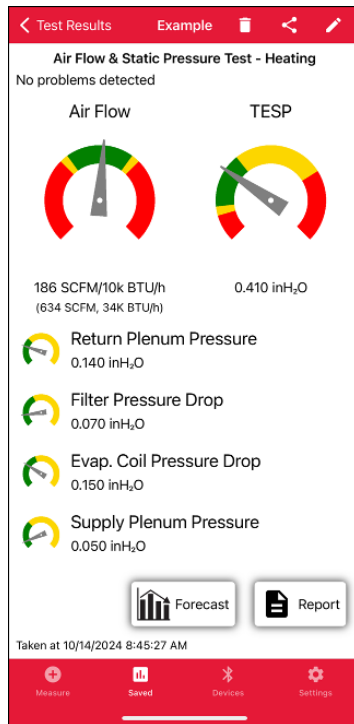 Test Results
Example
Air Flow & Static Pressure Test - Heating
No problems detected
Air Flow
TESP
186 SCFM/10k BTU/h
0.410 inH₂O
(634 SCFM, 34K BTU/h)
Return Plenum Pressure
0.140 inH₂O
Filter Pressure Drop
0.070 inH₂O
Evap. Coil Pressure Drop
0.150 inH₂O
Supply Plenum Pressure
0.050 inH₂O
Forecast
Report
Taken at 10/14/2024 8:45:27 AM
Measure
Saved
Devices
Settings